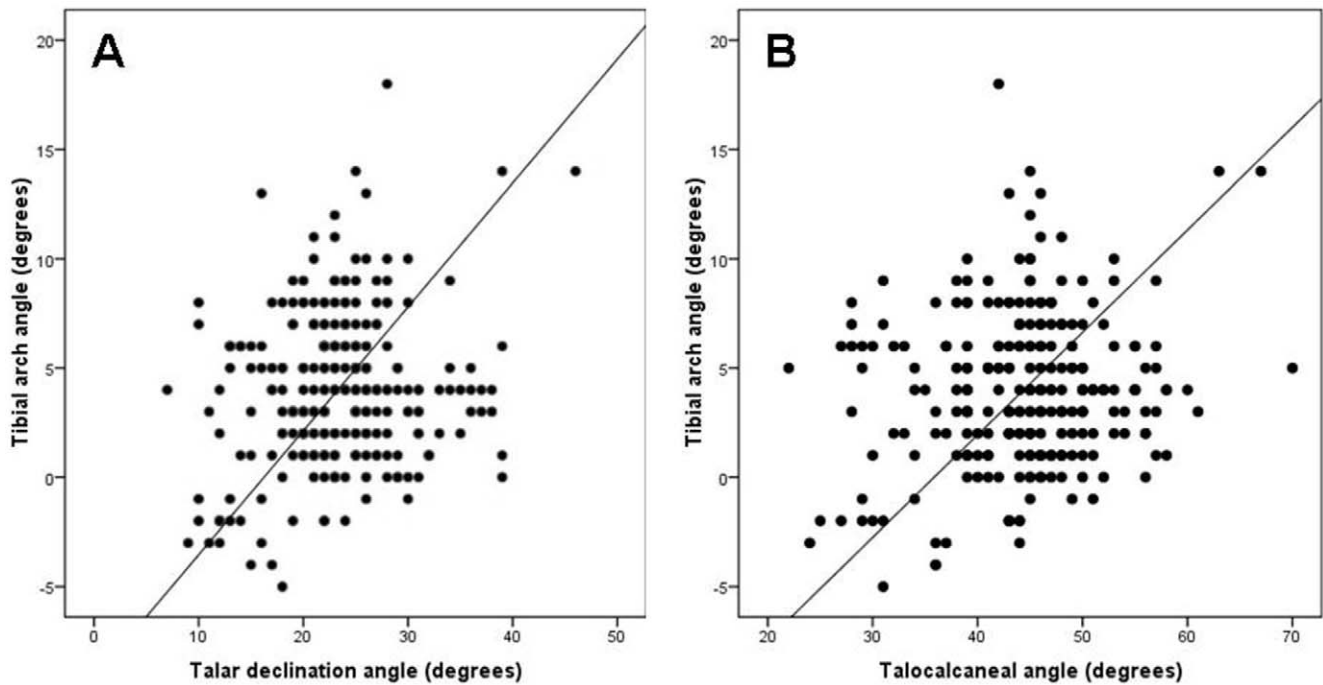 A
20
15
10
5
0
-5
Tibial arch angle (degrees)
0 10 20 30 40 50
Talar declination angle (degrees)
B
20
15
10
5
0
-5
Tibial arch angle (degrees)
20 30 40 50 60 70
Talocalcaneal angle (degrees)